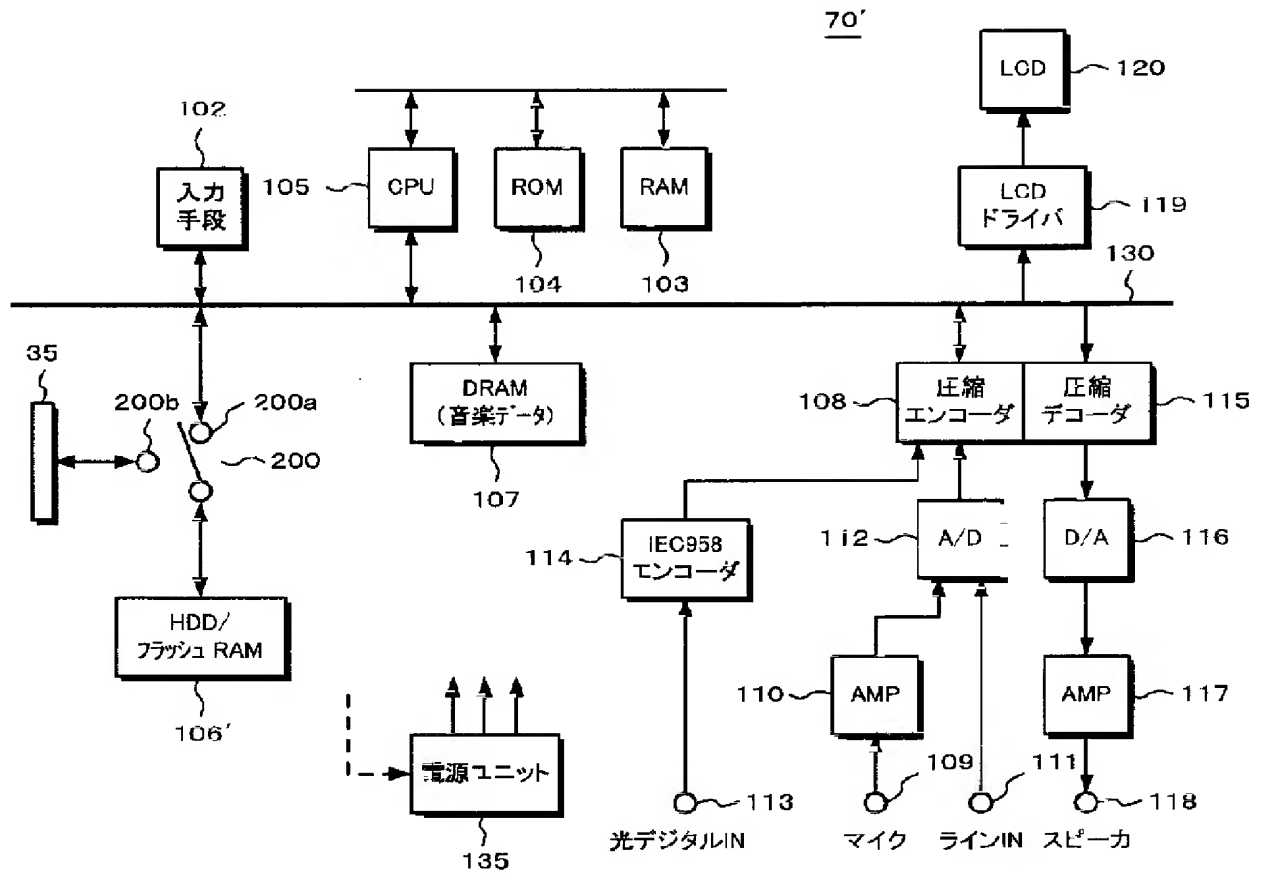 70'
LCD
120
102
入力
手段
105
CPU
ROM
RAM
104
103
LCD
ドライバ
119
130
35
200b
200a
200
DRAM
(音楽データ)
107
108
圧縮
エンコーダ
圧縮
デコーダ
115
114
IEC958
エンコーダ
112
A/D
D/A
116
HDD/
フラッシュ RAM
106'
110
AMP
AMP
117
電源ユニット
135
113
109
111
118
光デジタルIN
マイク
ラインIN
スピーカ